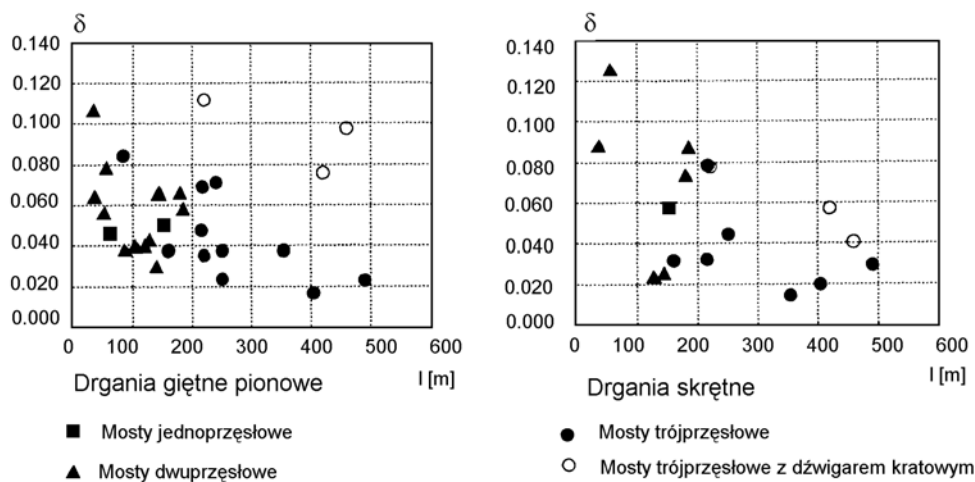 δ
0.140
0.120
0.100
0.080
0.060
0.040
0.020
0.000
0 100 200 300 400 500 600
Drgania giętne pionowe l [m]
Mosty jednoprzęsłowe
Mosty dwuprzęsłowe
δ
0.140
0.120
0.100
0.080
0.060
0.040
0.020
0.000
0 100 200 300 400 500 600
Drgania skrętne l [m]
Mosty trójprzęsłowe
Mosty trójprzęsłowe z dźwigarem kratowym